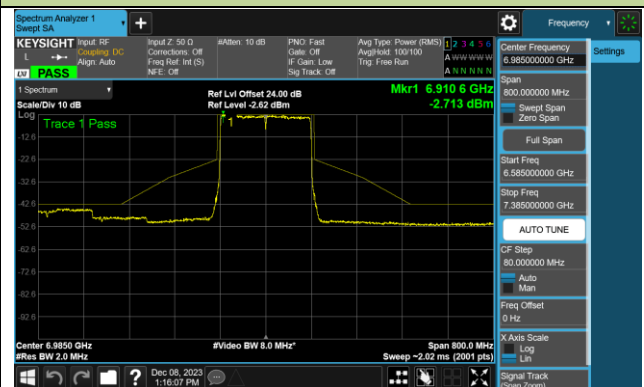 Spectrum Analyzer 1
Swept SA
Frequency
KEYSIGHT
Input: RF
Coupling: DC
Align: Auto
Input Z: 50 Ω
Corrections: Off
Freq Ref: Int (S)
NFE: Off
#Atten: 10 dB
PNO: Fast
Gate: Off
IF Gain: Low
Sig Track: Off
Avg Type: Power (RMS)
Avg|Hold: 100/100
Trig: Free Run
1 2 3 4 5 6
A W W W W W
A N N N N N
L
LXI PASS
1 Spectrum
Scale/Div 10 dB
Ref Lvl Offset 24.00 dB
Ref Level -2.62 dBm
Mkr1 6.910 6 GHz
-2.713 dBm
Log
Trace 1 Pass
1
-12.6
-22.6
-32.6
-42.6
-52.6
-62.6
-72.6
-82.6
-92.6
Center 6.9850 GHz
#Res BW 2.0 MHz
#Video BW 8.0 MHz*
Span 800.0 MHz
Sweep ~2.02 ms (2001 pts)
Dec 08, 2023
1:16:07 PM
Center Frequency
6.985000000 GHz
Settings
Span
800.000000 MHz
Swept Span
Zero Span
Full Span
Start Freq
6.585000000 GHz
Stop Freq
7.385000000 GHz
AUTO TUNE
CF Step
80.000000 MHz
Auto
Man
Freq Offset
0 Hz
X Axis Scale
Log
Lin
Signal Track
(Span Zoom)